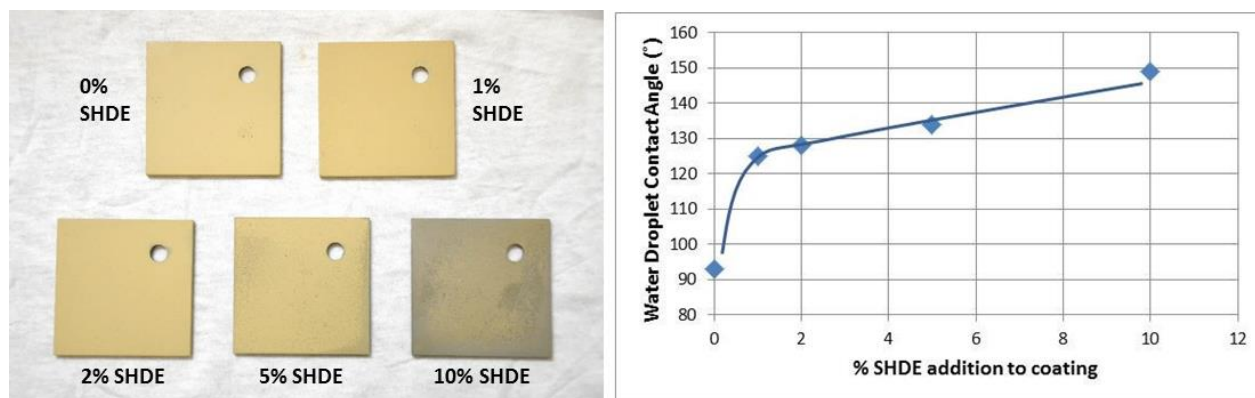 0%
SHDE
1%
SHDE
2% SHDE
5% SHDE
10% SHDE
Water Droplet Contact Angle (˚)
160
150
140
130
120
110
100
90
80
0
2
4
6
8
10
12
% SHDE addition to coating